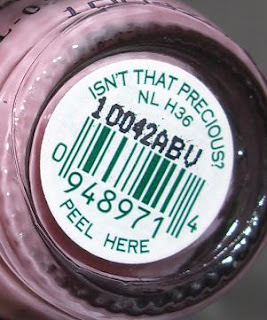 ISN'T THAT PRECIOUS?
NL H36
10042ABV
0 948971 4
PEEL HERE